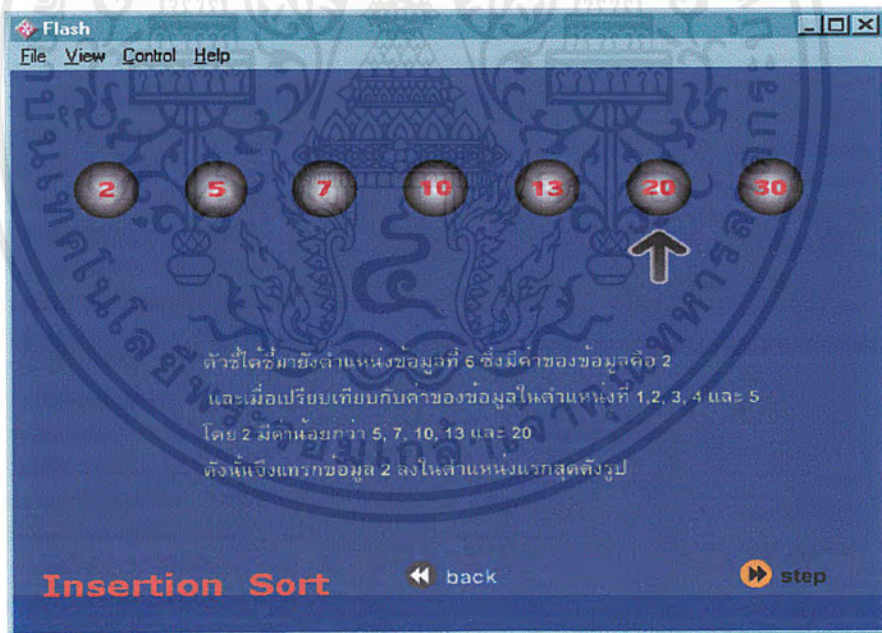 Flash
File View Control Help
2 5 7 10 13 20 30
ตัวชี้ได้ชี้มายังตำแหน่งข้อมูลที่ 6 ซึ่งมีค่าของข้อมูลคือ 2
และเมื่อเปรียบเทียบกับค่าของข้อมูลในตำแหน่งที่ 1,2, 3, 4 และ 5
โดย 2 มีค่าน้อยกว่า 5, 7, 10, 13 และ 20
ดังนั้นจึงแทรกข้อมูล 2 ลงในตำแหน่งแรกสุดดังรูป
Insertion Sort
back
step